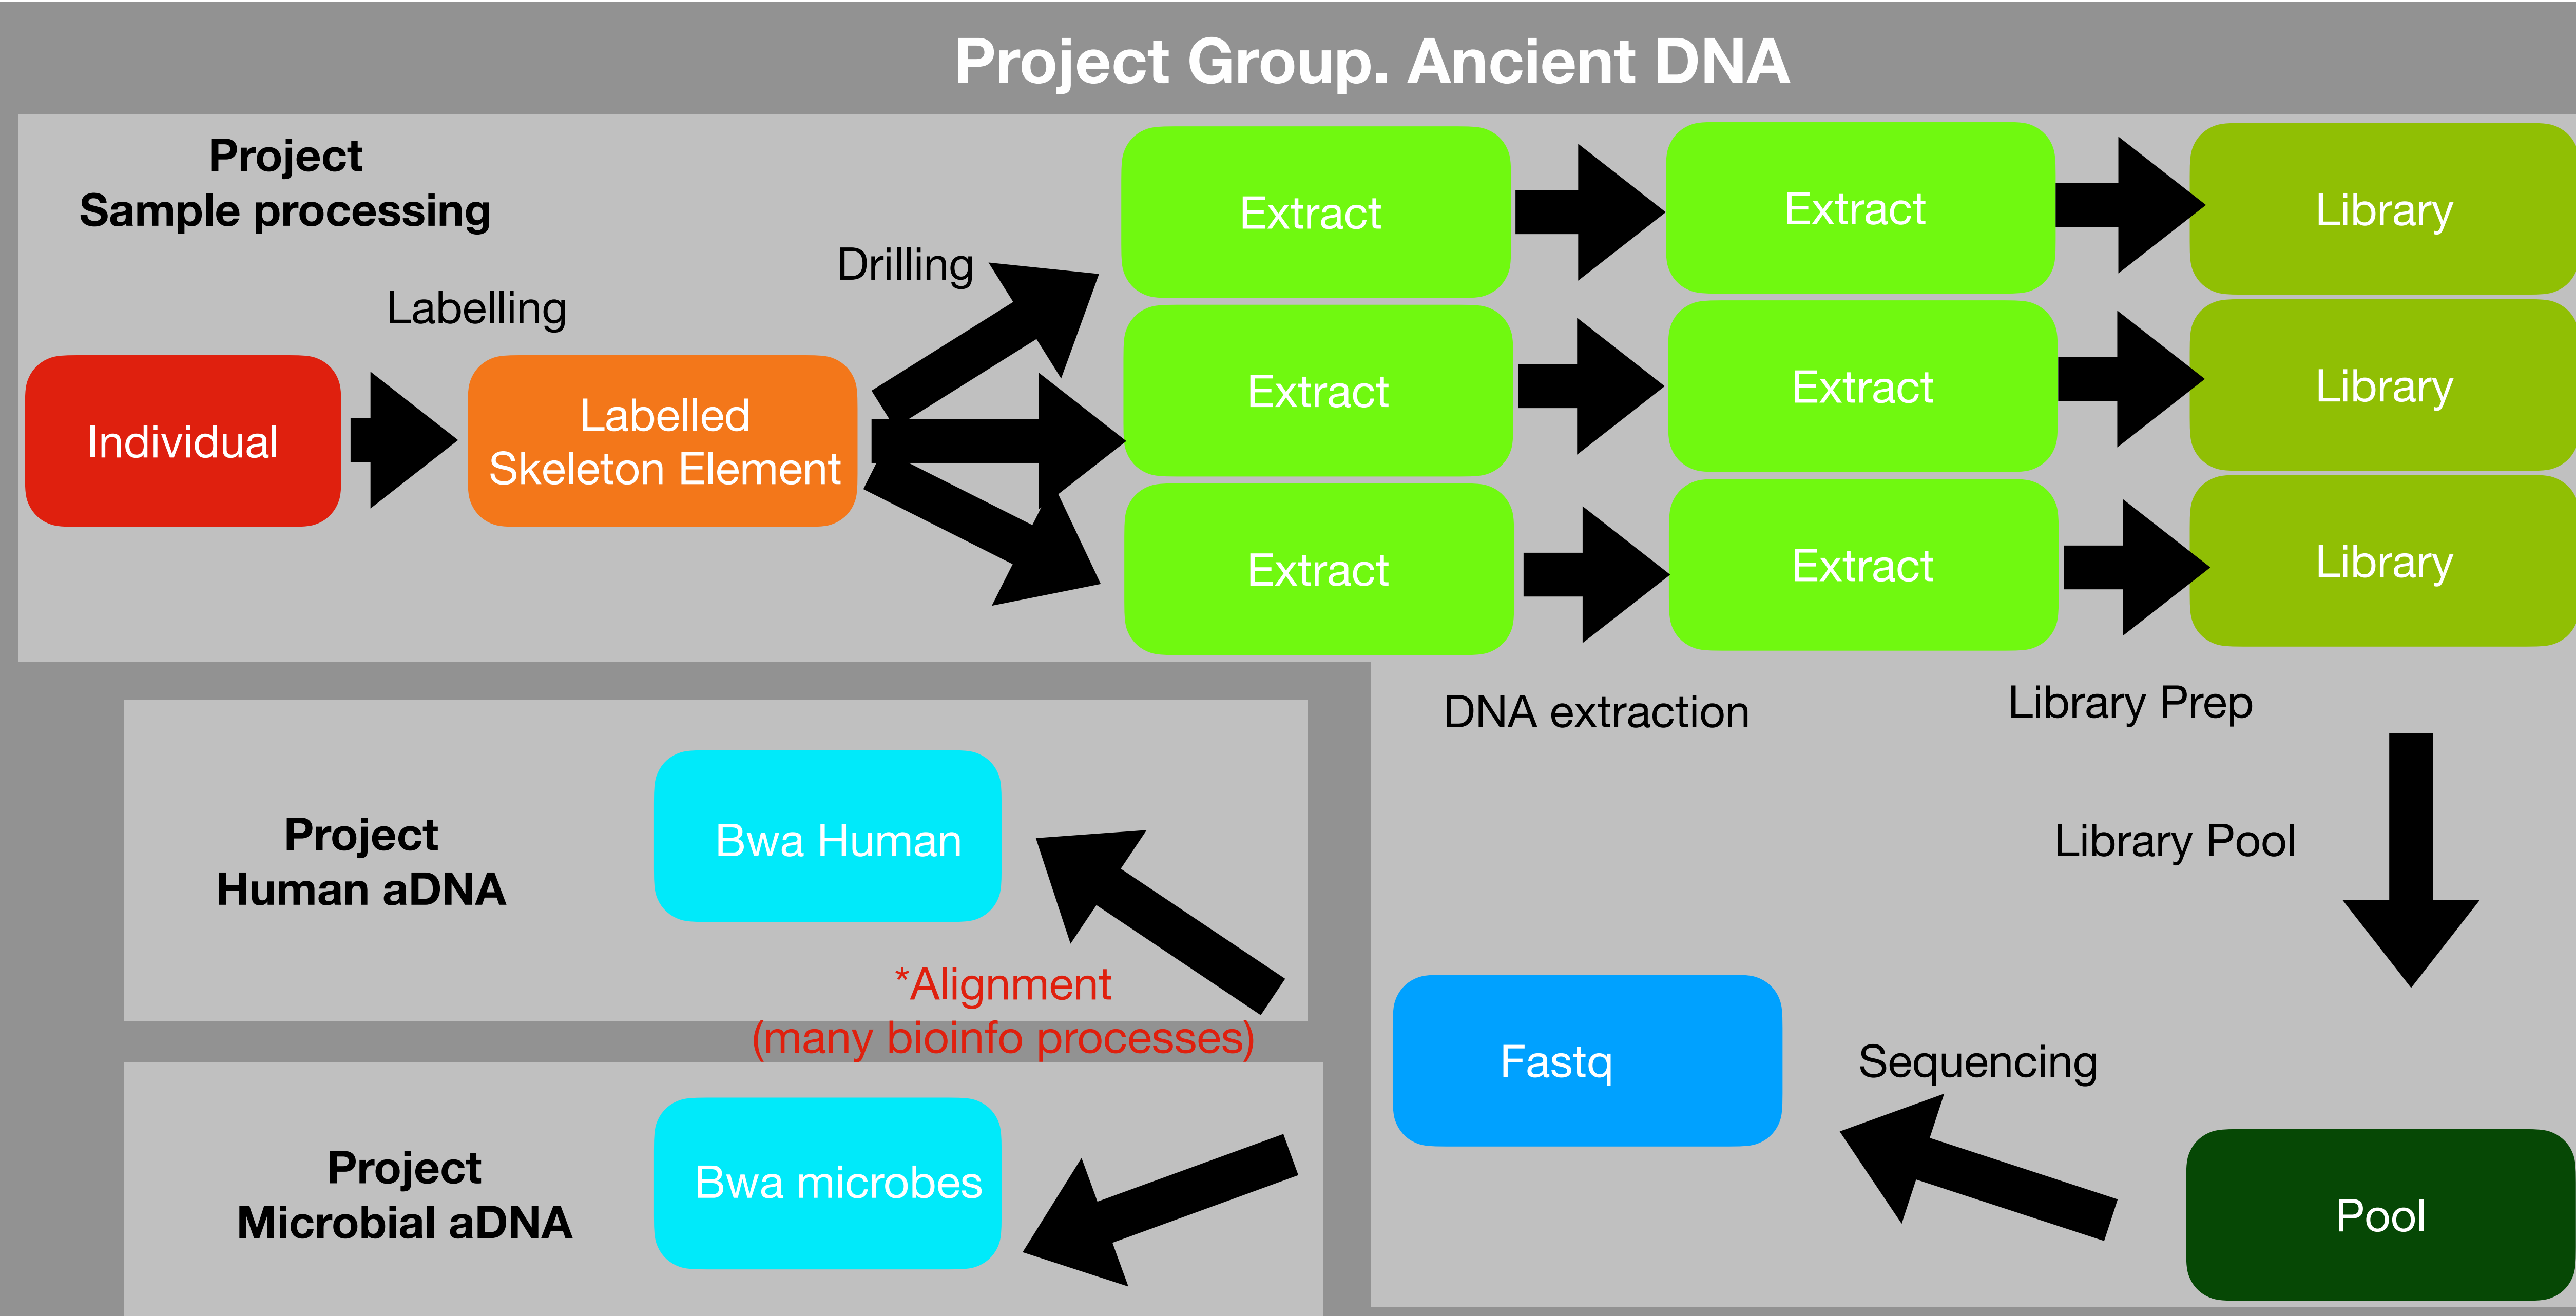 Project Group. Ancient DNA
Project
Sample processing
Labelling
Drilling
Individual
Labelled
Skeleton Element
Extract
Extract
Library
Extract
Extract
Library
Extract
Extract
Library
DNA extraction
Library Prep
Library Pool
Pool
Sequencing
Fastq
*Alignment
(many bioinfo processes)
Project
Human aDNA
Bwa Human
Project
Microbial aDNA
Bwa microbes